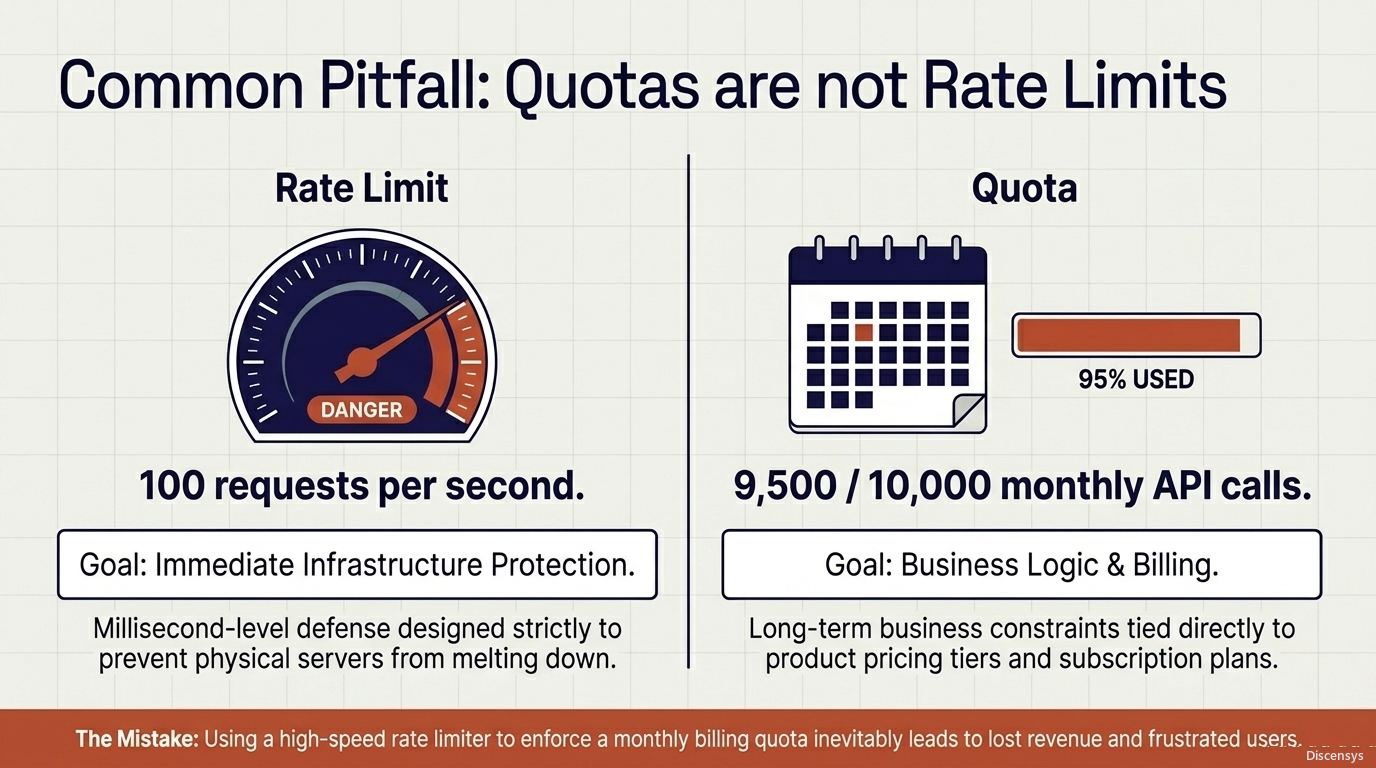 Common Pitfall: Quotas are not Rate Limits
Rate Limit
DANGER
100 requests per second.
Goal: Immediate Infrastructure Protection.
Millisecond-level defense designed strictly to
prevent physical servers from melting down.
Quota
95% USED
9,500 / 10,000 monthly API calls.
Goal: Business Logic & Billing.
Long-term business constraints tied directly to
product pricing tiers and subscription plans.
The Mistake: Using a high-speed rate limiter to enforce a monthly billing quota inevitably leads to lost revenue and frustrated users.
Discensys